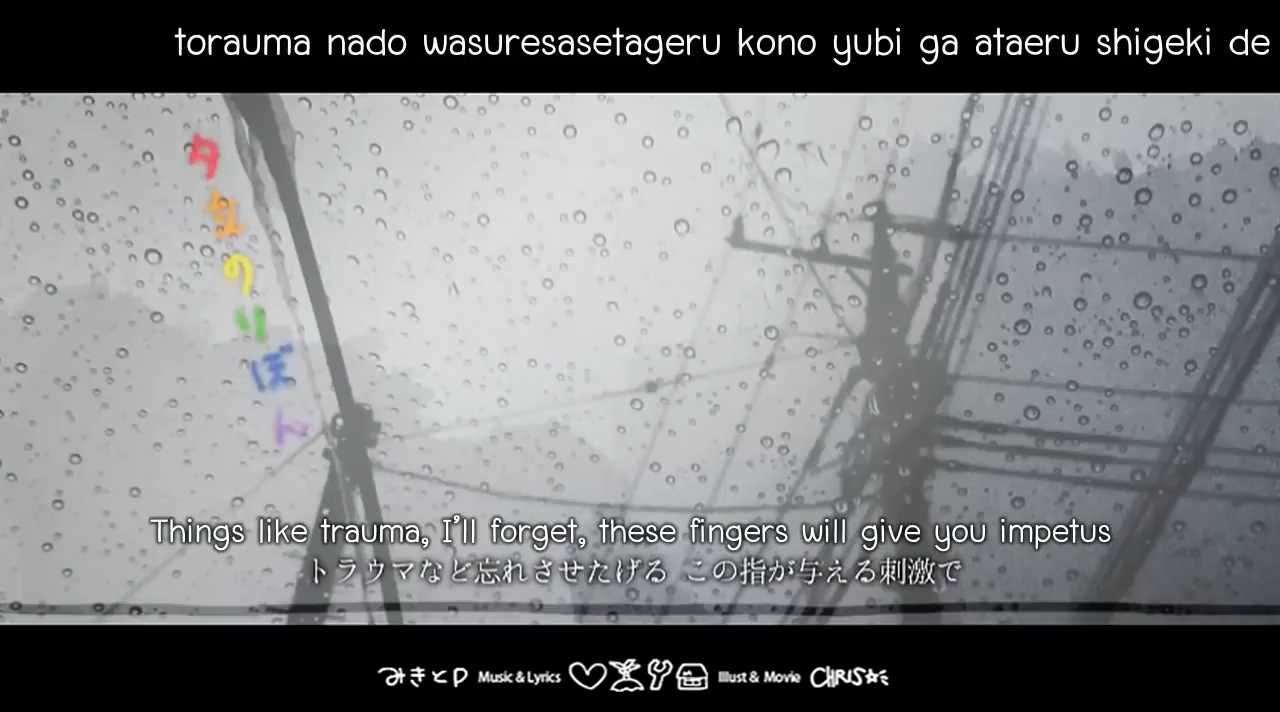 torauma nado wasuresasetageru kono yubi ga ataeru shigeki de
夕立のりぼん
Things like trauma, I'll forget, these fingers will give you impetus
トラウマなど忘れさせたげる この指が与える刺激で
みきとP Music & Lyrics Illust & Movie CHRIS